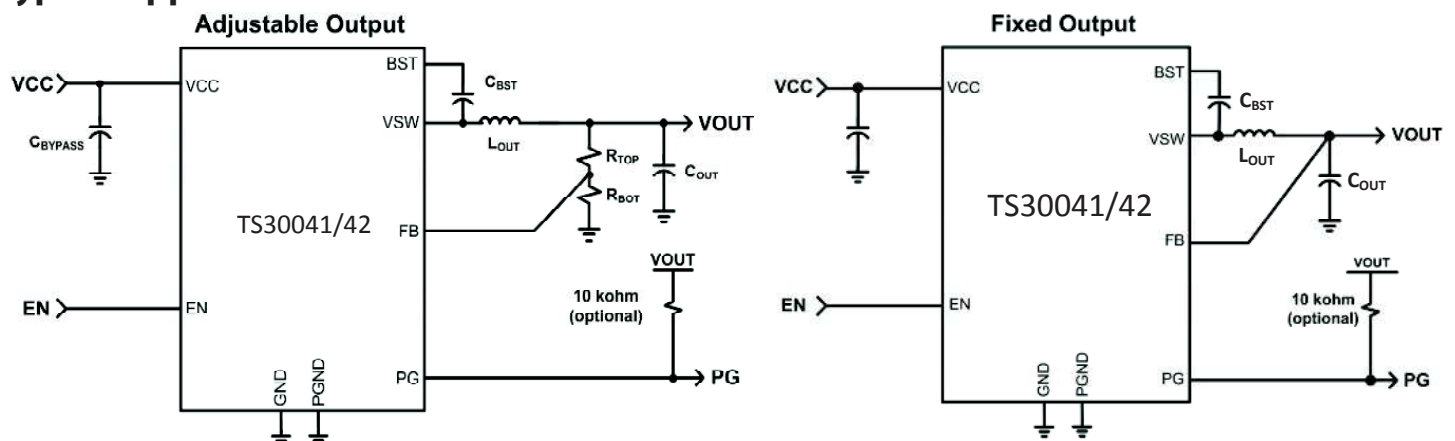 Adjustable Output
VCC
VCC
CBYPASS
BST
CBST
VSW
LOUT
VOUT
RTOP
RBOT
COUT
TS30041/42
FB
VOUT
10 kohm
(optional)
EN
EN
GND
PGND
PG
PG
Fixed Output
VCC
VCC
BST
CBST
VSW
LOUT
VOUT
COUT
TS30041/42
FB
VOUT
10 kohm
(optional)
EN
EN
GND
PGND
PG
PG